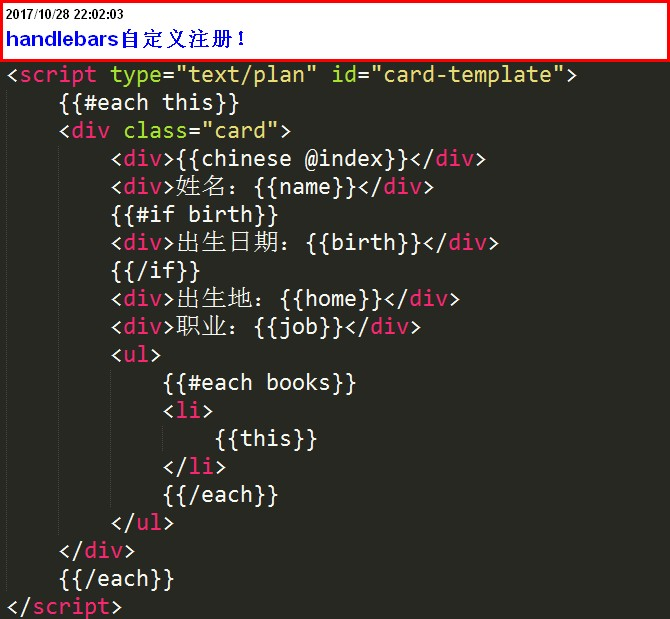 2017/10/28 22:02:03
handlebars自定义注册!
<script type="text/plan" id="card-template">
    {{#each this}}
    <div class="card">
        <div>{{chinese @index}}</div>
        <div>姓名：{{name}}</div>
        {{#if birth}}
        <div>出生日期：{{birth}}</div>
        {{/if}}
        <div>出生地：{{home}}</div>
        <div>职业：{{job}}</div>
        <ul>
            {{#each books}}
            <li>
                {{this}}
            </li>
            {{/each}}
        </ul>
    </div>
    {{/each}}
</script>